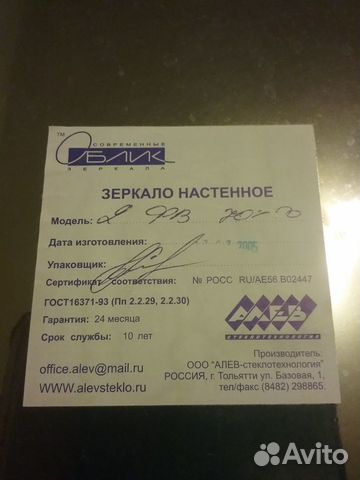 TM
СОВРЕМЕННЫЕ
ОБЛИК
ЗЕРКАЛА
ЗЕРКАЛО НАСТЕННОЕ
Модель:
Дата изготовления: 2005
Упаковщик:
Сертификат соответствия: № РОСС RU/АЕ56.В02447
ГОСТ16371-93 (Пп 2.2.29, 2.2.30)
Гарантия: 24 месяца
Срок службы: 10 лет
АЛЕВ
СТЕКЛОТЕХНОЛОГИЯ
Производитель:
ООО "АЛЕВ-стеклотехнология"
РОССИЯ, г. Тольятти ул. Базовая, 1,
тел/факс (8482) 298865.
office.alev@mail.ru
www.alevsteklo.ru
Avito